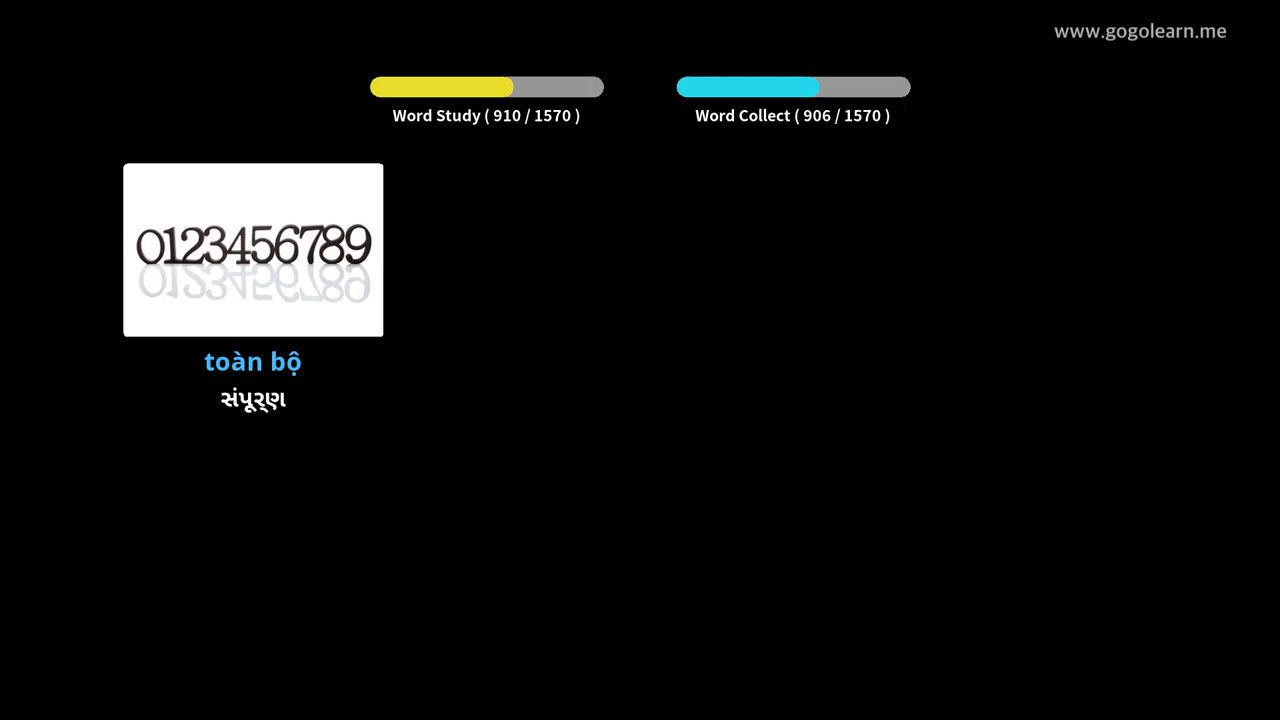 www.gogolearn.me
Word Study ( 910 / 1570 )
Word Collect ( 906 / 1570 )
0123456789
toàn bộ
સંપૂર્ણ